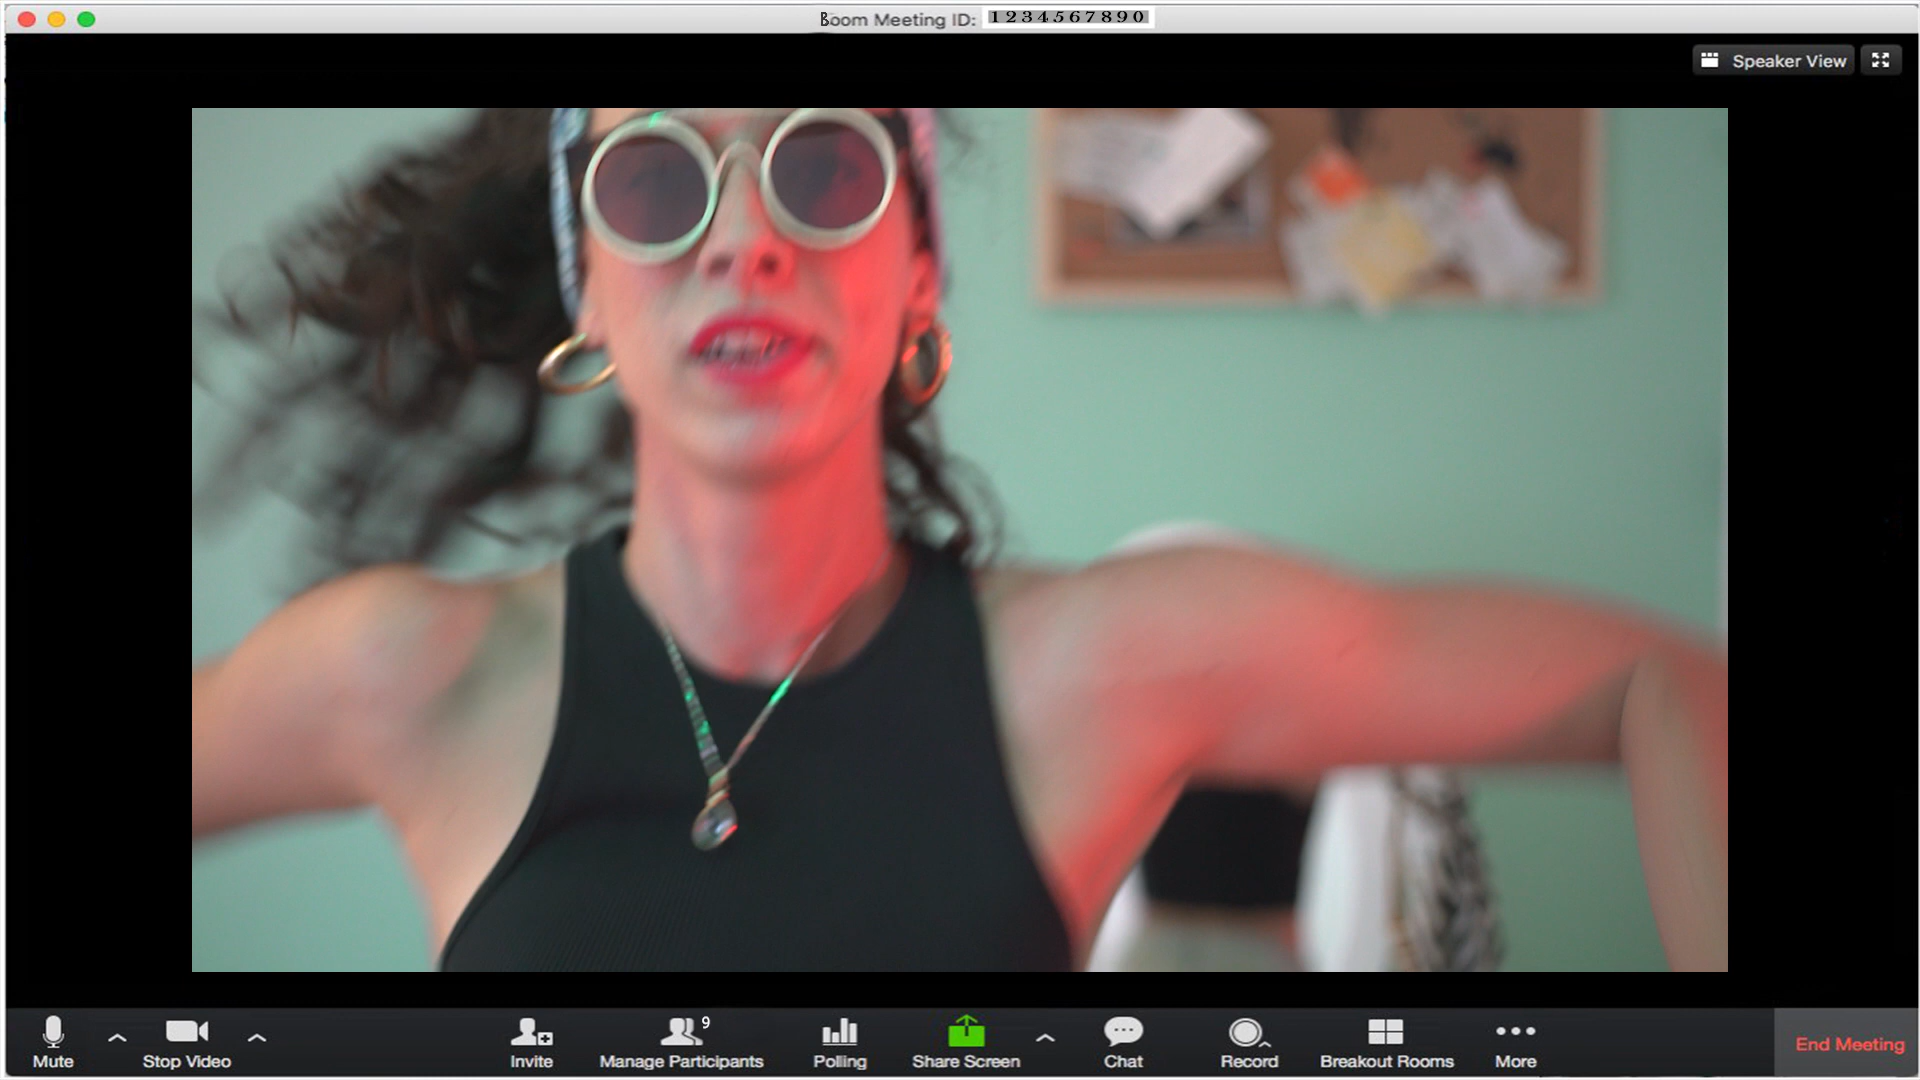 Boom Meeting ID: 1234567890
Speaker View
9
Mute
Stop Video
Invite
Manage Participants
Polling
Share Screen
Chat
Record
Breakout Rooms
More
End Meeting